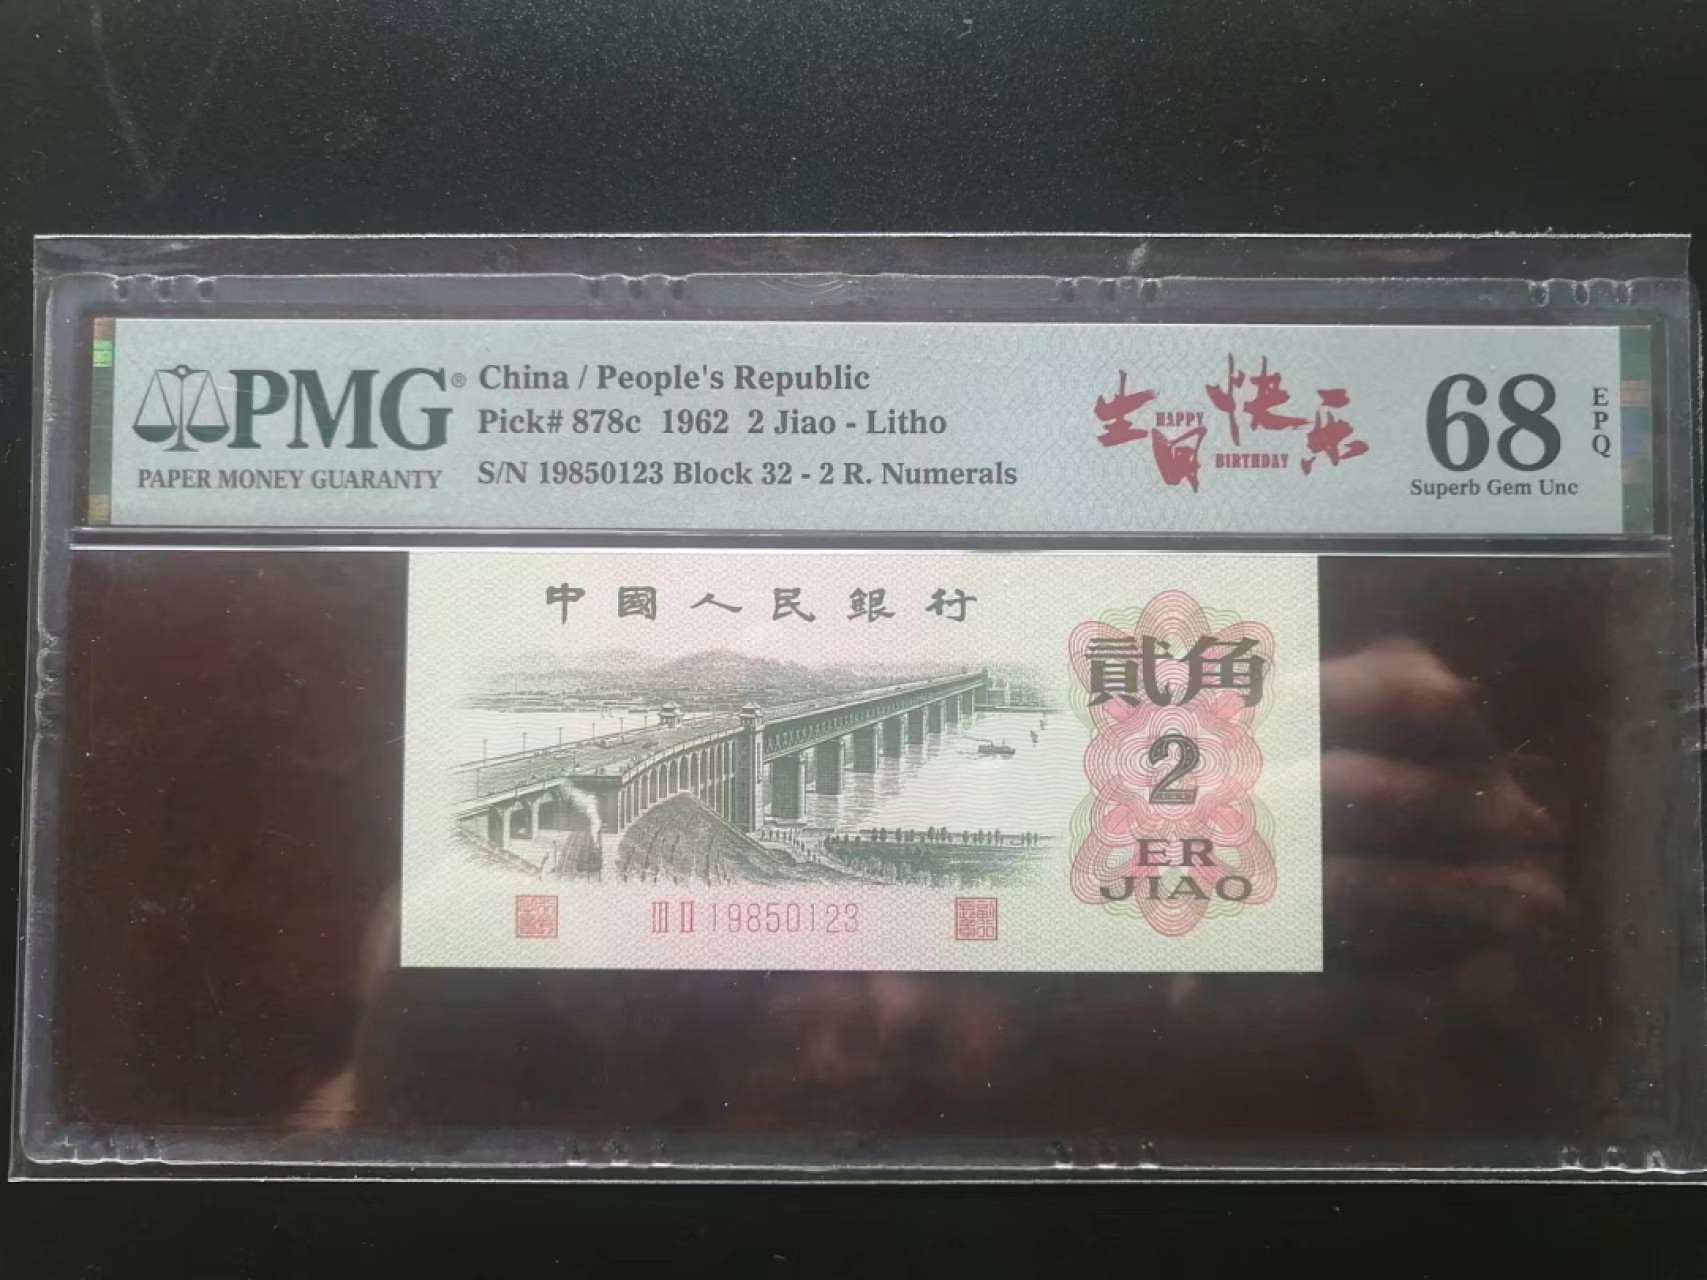 PMG®
PAPER MONEY GUARANTY
China / People's Republic
Pick# 878c 1962 2 Jiao - Litho
S/N 19850123 Block 32 - 2 R. Numerals
生日快乐
HAPPY
BIRTHDAY
68
EPQ
Superb Gem Unc
中國人民銀行
貳角
2
ER
JIAO
III II 19850123